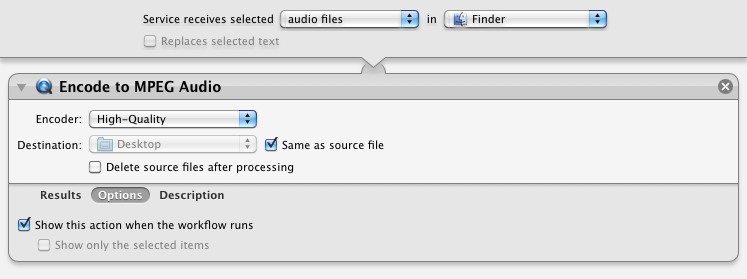 Service receives selected audio files in Finder
Replaces selected text
Encode to MPEG Audio
Encoder: High-Quality
Destination: Desktop Same as source file
Delete source files after processing
Results Options Description
Show this action when the workflow runs
Show only the selected items